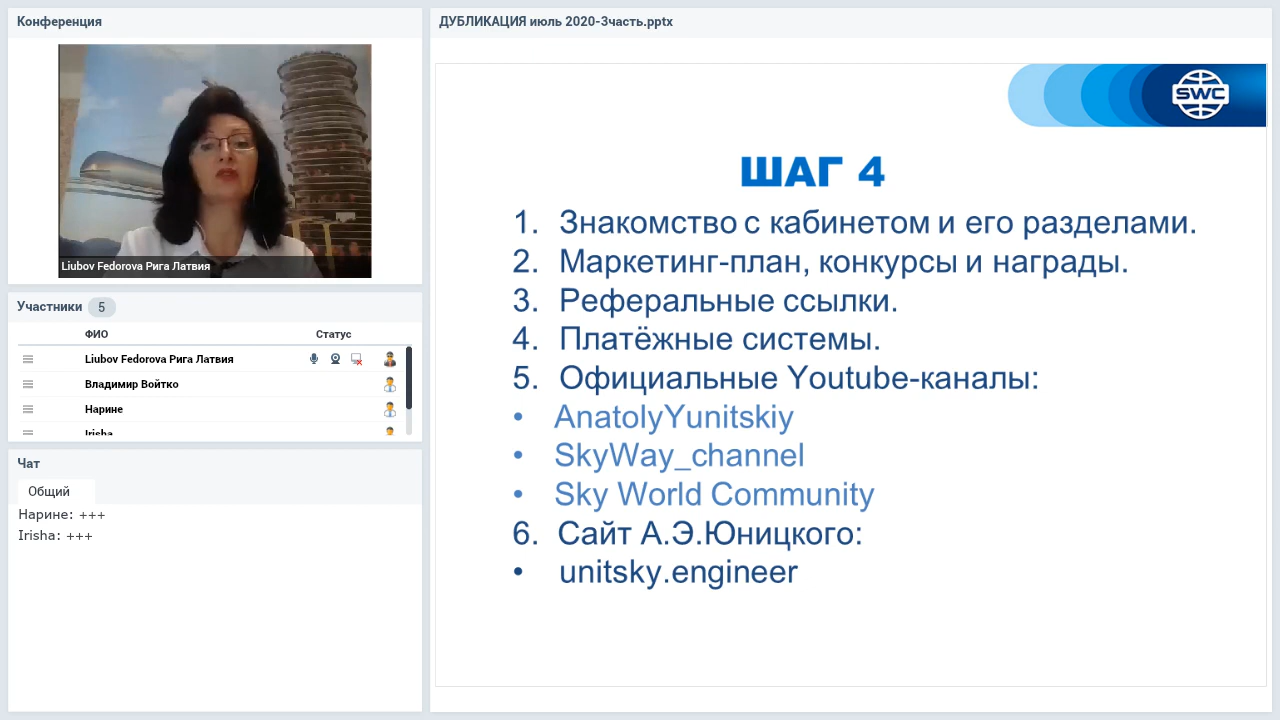 Конференция
Liubov Fedorova Рига Латвия
Участники 5
ФИО Статус
Liubov Fedorova Рига Латвия
Владимир Войтко
Нарине
Irisha
Чат
Общий
Нарине: +++
Irisha: +++
ДУБЛИКАЦИЯ июль 2020-3часть.pptx
SWC
ШАГ 4
1. Знакомство с кабинетом и его разделами.
2. Маркетинг-план, конкурсы и награды.
3. Реферальные ссылки.
4. Платёжные системы.
5. Официальные Youtube-каналы:
• AnatolyYunitskiy
• SkyWay_channel
• Sky World Community
6. Сайт А.Э.Юницкого:
• unitsky.engineer